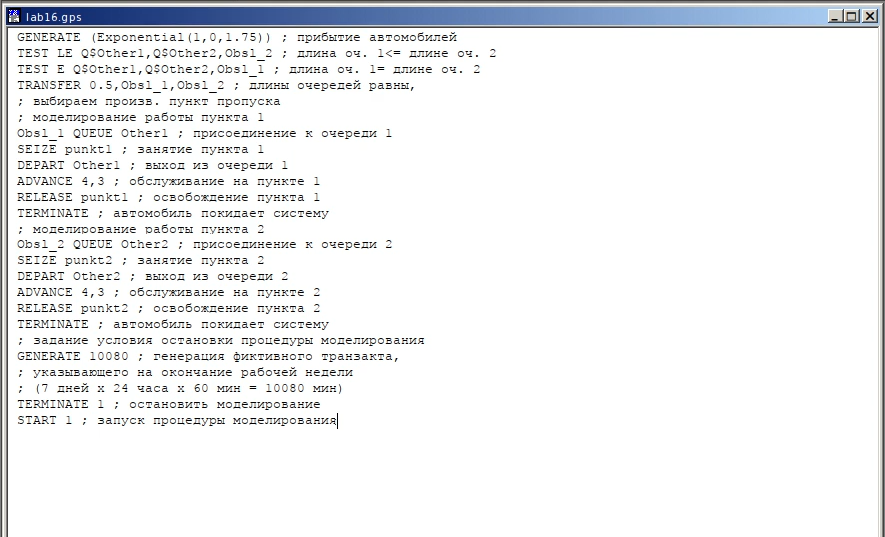 lab16.gps
GENERATE (Exponential(1,0,1.75)) ; прибытие автомобилей
TEST LE Q$Other1,Q$Other2,Obsl_2 ; длина оч. 1<= длине оч. 2
TEST E Q$Other1,Q$Other2,Obsl_1 ; длина оч. 1= длине оч. 2
TRANSFER 0.5,Obsl_1,Obsl_2 ; длины очередей равны,
; выбираем произв. пункт пропуска
; моделирование работы пункта 1
Obsl_1 QUEUE Other1 ; присоединение к очереди 1
SEIZE punkt1 ; занятие пункта 1
DEPART Other1 ; выход из очереди 1
ADVANCE 4,3 ; обслуживание на пункте 1
RELEASE punkt1 ; освобождение пункта 1
TERMINATE ; автомобиль покидает систему
; моделирование работы пункта 2
Obsl_2 QUEUE Other2 ; присоединение к очереди 2
SEIZE punkt2 ; занятие пункта 2
DEPART Other2 ; выход из очереди 2
ADVANCE 4,3 ; обслуживание на пункте 2
RELEASE punkt2 ; освобождение пункта 2
TERMINATE ; автомобиль покидает систему
; задание условия остановки процедуры моделирования
GENERATE 10080 ; генерация фиктивного транзакта,
; указывающего на окончание рабочей недели
; (7 дней х 24 часа х 60 мин = 10080 мин)
TERMINATE 1 ; остановить моделирование
START 1 ; запуск процедуры моделирования